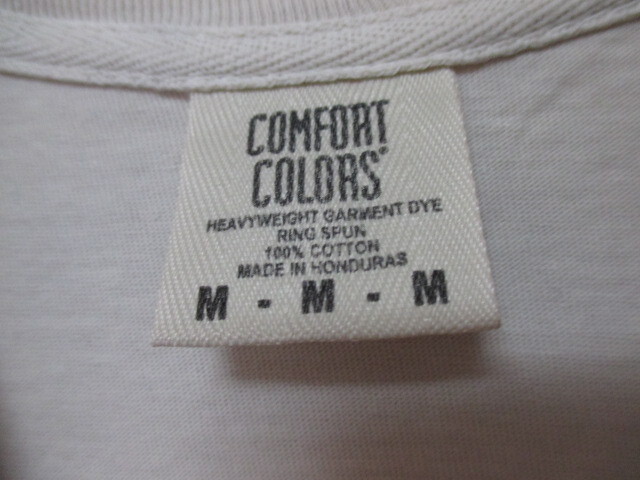 COMFORT
COLORS®
HEAVYWEIGHT GARMENT DYE
RING SPUN
100% COTTON
MADE IN HONDURAS
M - M - M